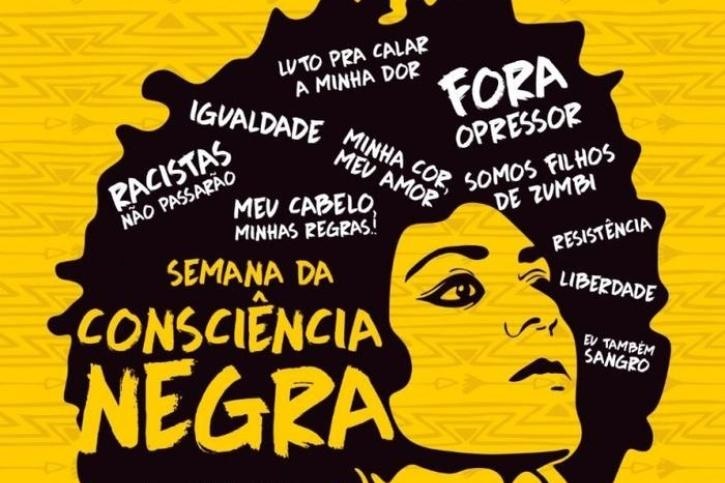 LUTO PRA CALAR
A MINHA DOR
FORA
OPRESSOR
IGUALDADE
MINHA COR,
MEU AMOR
SOMOS FILHOS
DE ZUMBI
RACISTAS
NÃO PASSARÃO
MEU CABELO,
MINHAS REGRAS!
RESISTÊNCIA
SEMANA DA
CONSCIÊNCIA
NEGRA
LIBERDADE
EU TAMBÉM
SANGRO